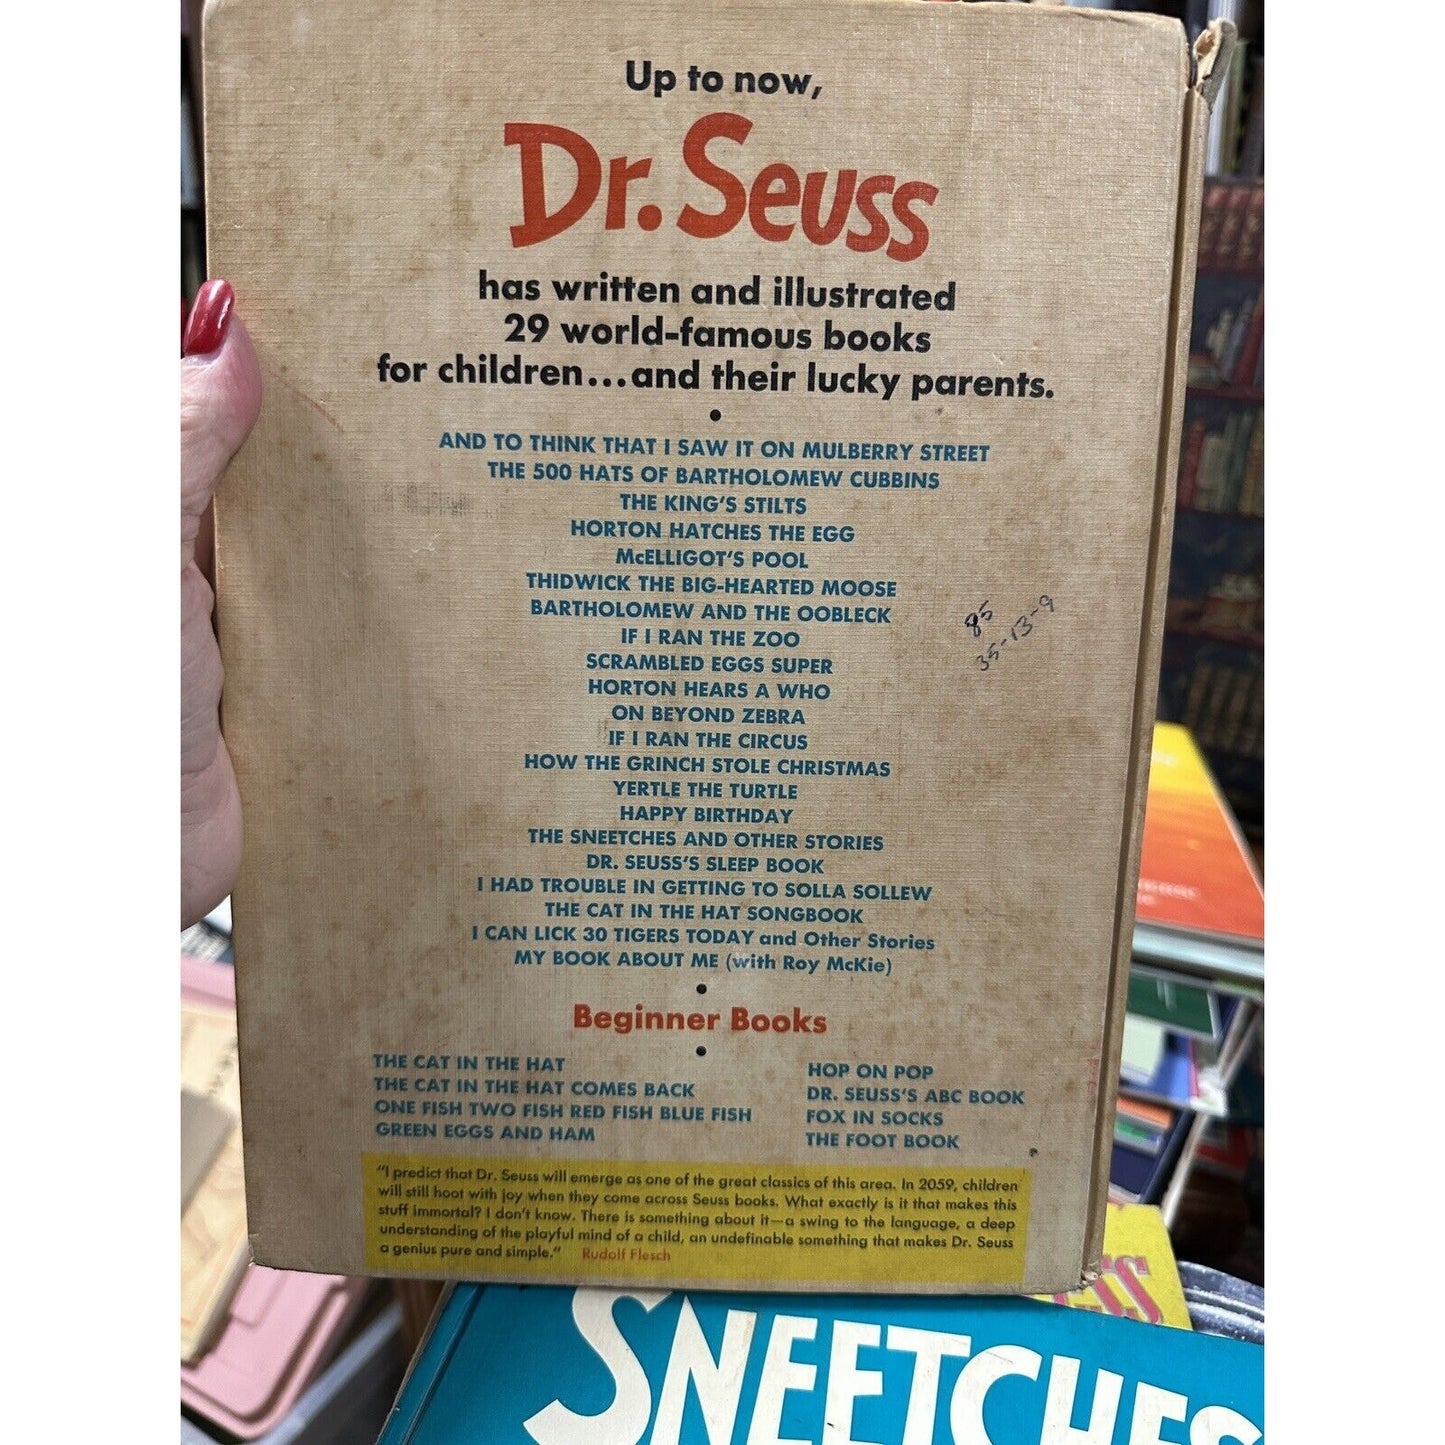 Up to now,
Dr. Seuss
has written and illustrated
29 world-famous books
for children...and their lucky parents.
•
AND TO THINK THAT I SAW IT ON MULBERRY STREET
THE 500 HATS OF BARTHOLOMEW CUBBINS
THE KING'S STILTS
HORTON HATCHES THE EGG
McELLIGOT'S POOL
THIDWICK THE BIG-HEARTED MOOSE
BARTHOLOMEW AND THE OOBLECK
IF I RAN THE ZOO
SCRAMBLED EGGS SUPER
HORTON HEARS A WHO
ON BEYOND ZEBRA
IF I RAN THE CIRCUS
HOW THE GRINCH STOLE CHRISTMAS
YERTLE THE TURTLE
HAPPY BIRTHDAY
THE SNEETCHES AND OTHER STORIES
DR. SEUSS'S SLEEP BOOK
I HAD TROUBLE IN GETTING TO SOLLA SOLLEW
THE CAT IN THE HAT SONGBOOK
I CAN LICK 30 TIGERS TODAY and Other Stories
MY BOOK ABOUT ME (with Roy McKie)
•
Beginner Books
•
THE CAT IN THE HAT
THE CAT IN THE HAT COMES BACK
ONE FISH TWO FISH RED FISH BLUE FISH
GREEN EGGS AND HAM
HOP ON POP
DR. SEUSS'S ABC BOOK
FOX IN SOCKS
THE FOOT BOOK
"I predict that Dr. Seuss will emerge as one of the great classics of this area. In 2059, children
will still hoot with joy when they come across Seuss books. What exactly is it that makes this
stuff immortal? I don't know. There is something about it—a swing to the language, a deep
understanding of the playful mind of a child, an undefinable something that makes Dr. Seuss
a genius pure and simple." Rudolf Flesch
85
35-13-9
SNEETCHES